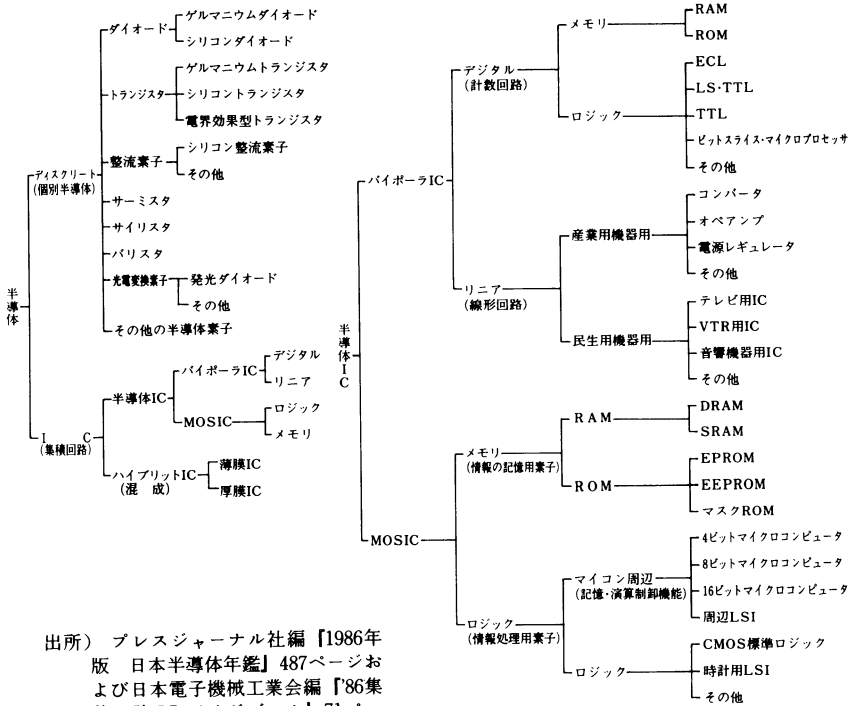 半導体
ディスクリート
(個別半導体)
ダイオード
ゲルマニウムダイオード
シリコンダイオード
トランジスタ
ゲルマニウムトランジスタ
シリコントランジスタ
電界効果型トランジスタ
整流素子
シリコン整流素子
その他
サーミスタ
サイリスタ
バリスタ
光電変換素子
発光ダイオード
その他
その他の半導体素子
I C
(集積回路)
半導体IC
バイポーラIC
デジタル
リニア
MOSIC
ロジック
メモリ
ハイブリットIC
(混 成)
薄膜IC
厚膜IC
半導体IC
バイポーラIC
デジタル
(計数回路)
メモリ
RAM
ROM
ロジック
ECL
LS·TTL
TTL
ビットスライス·マイクロプロセッサ
その他
リニア
(線形回路)
産業用機器用
コンバータ
オペアンプ
電源レギュレータ
その他
民生用機器用
テレビ用IC
VTR用IC
音響機器用IC
その他
MOSIC
メモリ
(情報の記憶用素子)
RAM
DRAM
SRAM
ROM
EPROM
EEPROM
マスクROM
ロジック
(情報処理用素子)
マイコン周辺
(記憶·演算制卸機能)
4ビットマイクロコンピュータ
8ビットマイクロコンピュータ
16ビットマイクロコンピュータ
周辺LSI
ロジック
CMOS標準ロジック
時計用LSI
その他
出所) プレスジャーナル社編『1986年
版 日本半導体年鑑』487ページお
よび日本電子機械工業会編『'86集